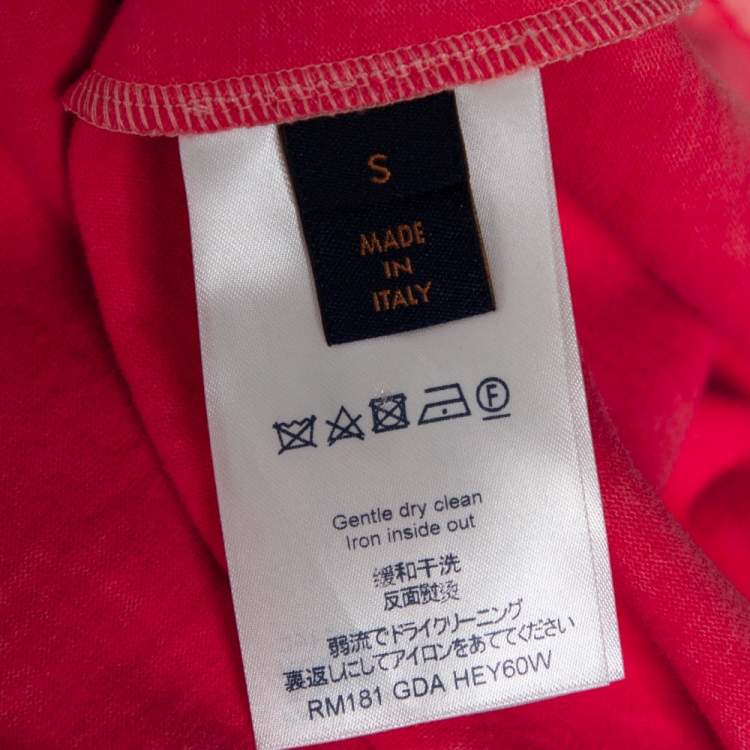 S
MADE
IN
ITALY
F
Gentle dry clean
Iron inside out
缓和干洗
反面熨烫
弱流でドライクリーニング
裏返しにしてアイロンをあててください
RM181 GDA HEY60W